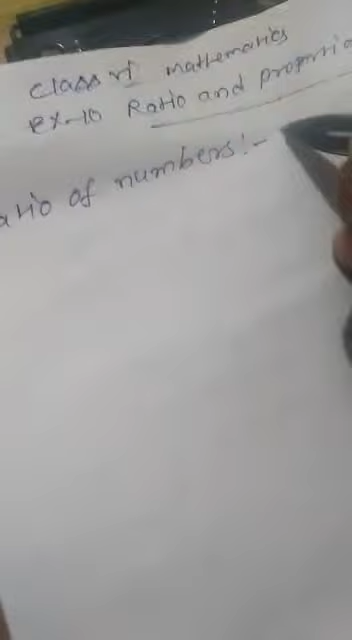 Class VI mathematics
Ex-10 Ratio and proportio
atio of numbers:-